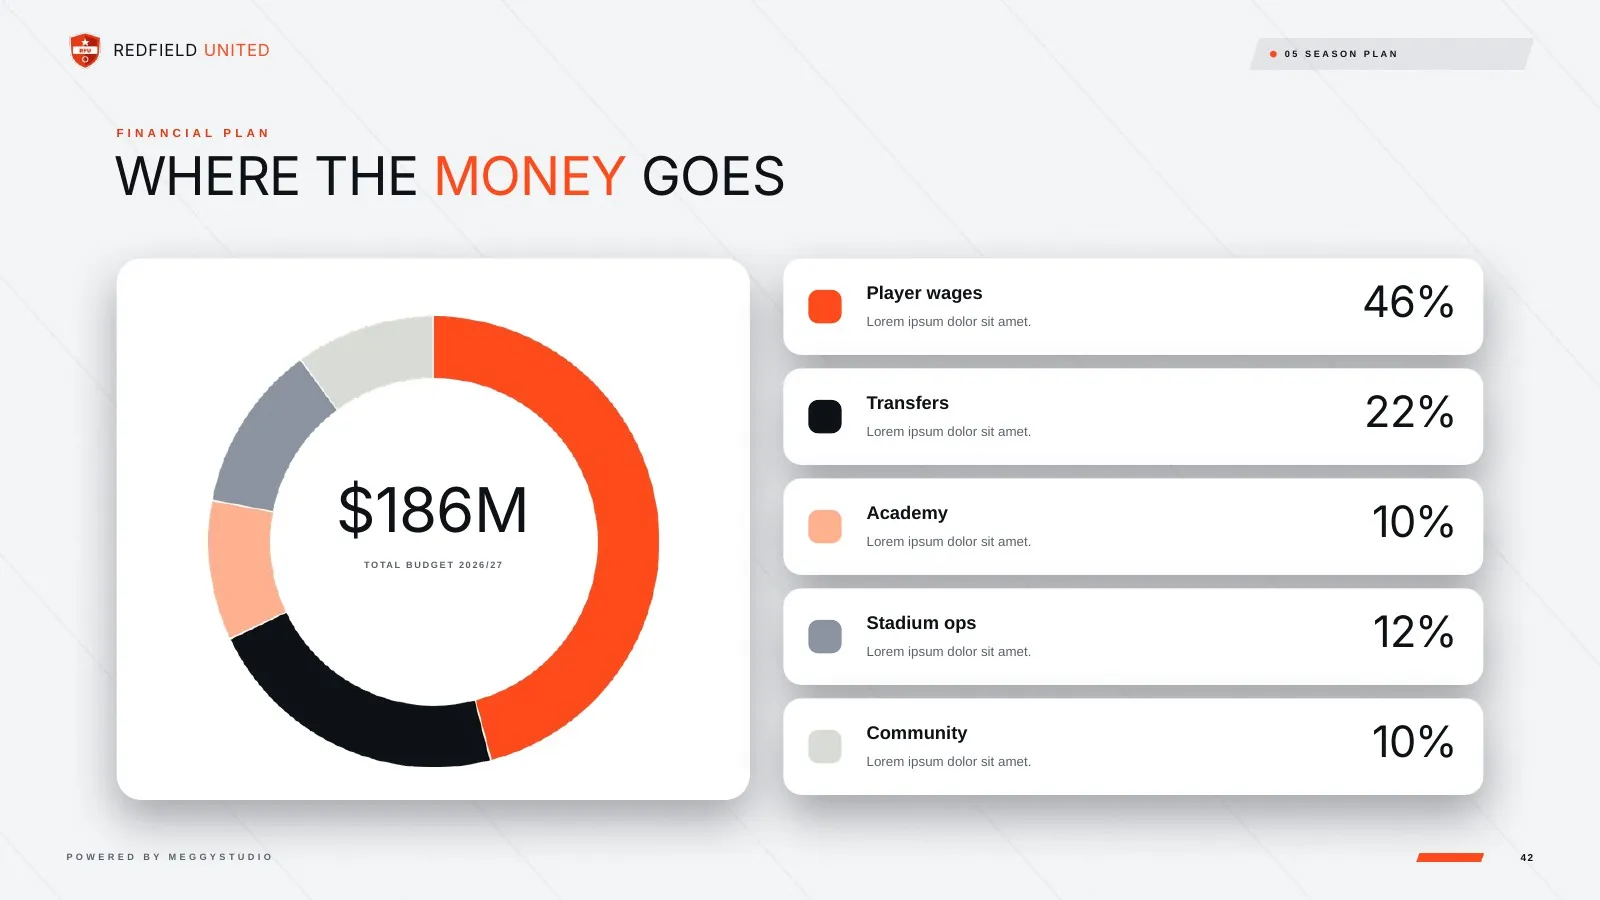 RFU
REDFIELD UNITED
05 SEASON PLAN
FINANCIAL PLAN
WHERE THE MONEY GOES
$186M
TOTAL BUDGET 2026/27
Player wages
Lorem ipsum dolor sit amet.
46%
Transfers
Lorem ipsum dolor sit amet.
22%
Academy
Lorem ipsum dolor sit amet.
10%
Stadium ops
Lorem ipsum dolor sit amet.
12%
Community
Lorem ipsum dolor sit amet.
10%
POWERED BY MEGGYSTUDIO
42